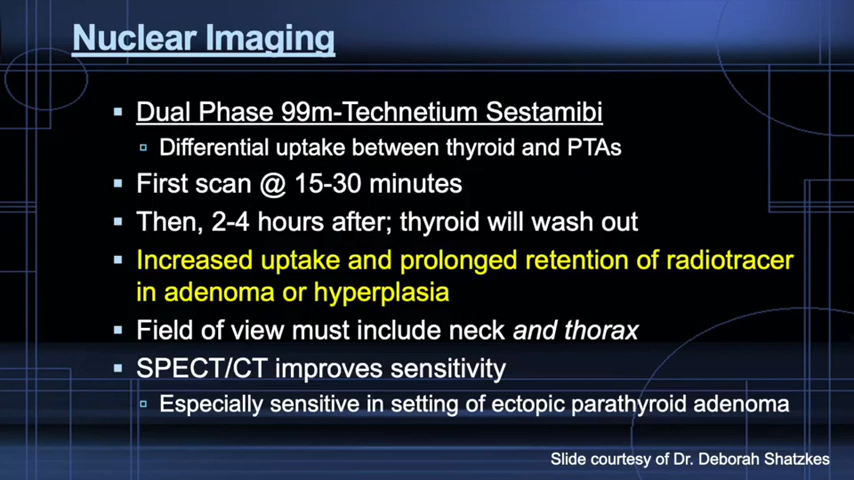 Nuclear Imaging
Dual Phase 99m-Technetium Sestamibi
Differential uptake between thyroid and PTAs
First scan @ 15-30 minutes
Then, 2-4 hours after; thyroid will wash out
Increased uptake and prolonged retention of radiotracer
in adenoma or hyperplasia
Field of view must include neck and thorax
SPECT/CT improves sensitivity
Especially sensitive in setting of ectopic parathyroid adenoma
Slide courtesy of Dr. Deborah Shatzkes